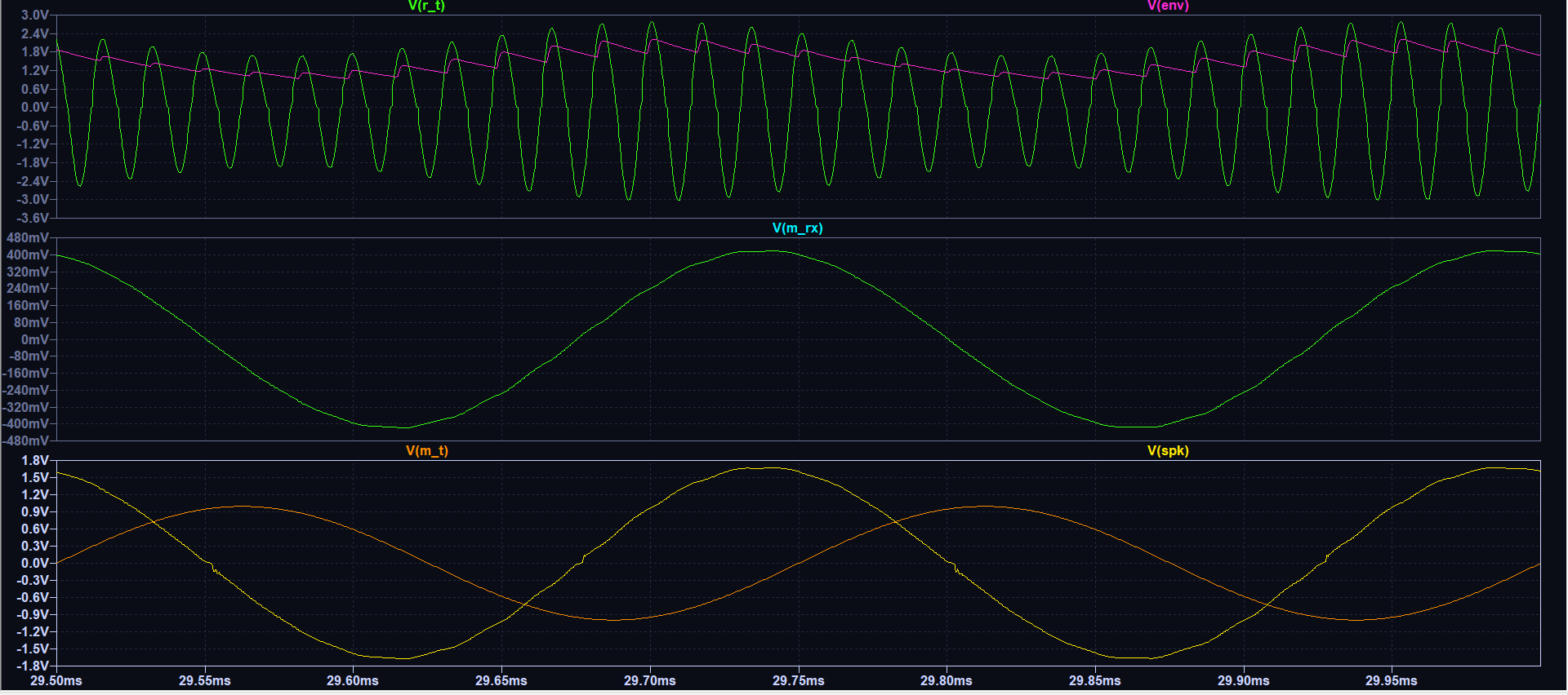 V(r_t) V(env)
3.0V
2.4V
1.8V
1.2V
0.6V
0.0V
-0.6V
-1.2V
-1.8V
-2.4V
-3.0V
-3.6V
V(m_rx)
480mV
400mV
320mV
240mV
160mV
80mV
0mV
-80mV
-160mV
-240mV
-320mV
-400mV
-480mV
V(m_t) V(spk)
1.8V
1.5V
1.2V
0.9V
0.6V
0.3V
0.0V
-0.3V
-0.6V
-0.9V
-1.2V
-1.5V
-1.8V
29.50ms 29.55ms 29.60ms 29.65ms 29.70ms 29.75ms 29.80ms 29.85ms 29.90ms 29.95ms